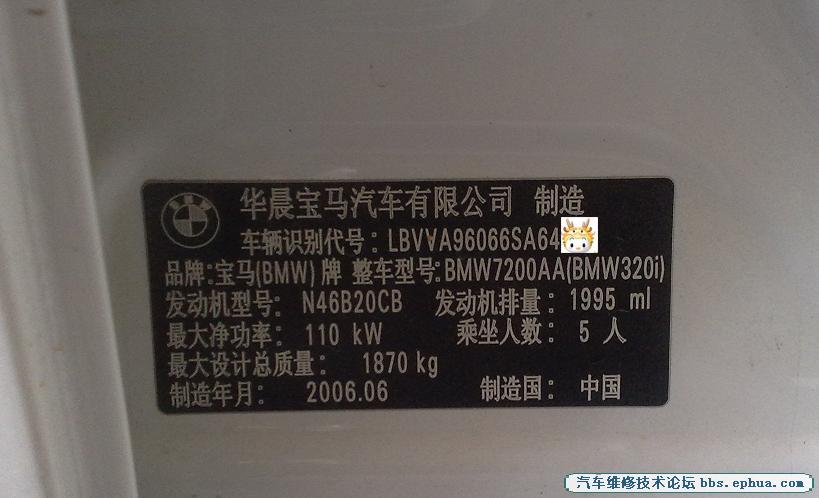 华晨宝马汽车有限公司 制造
车辆识别代号：LBVVA96066SA64
品牌：宝马(BMW)牌 整车型号：BMW7200AA(BMW320i)
发动机型号： N46B20CB 发动机排量：1995 ml
最大净功率： 110 kW 乘坐人数： 5 人
最大设计总质量： 1870 kg
制造年月： 2006.06 制造国： 中国
汽车维修技术论坛 bbs.ephua.com